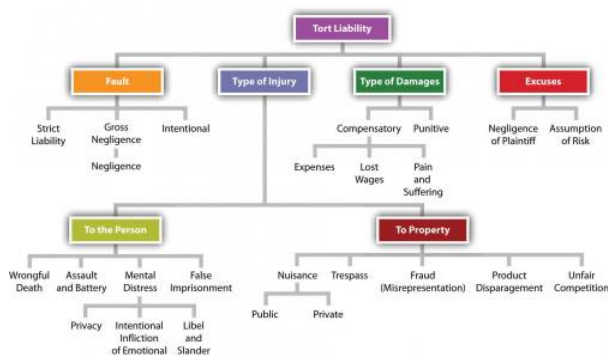 Tort Liability
Fault
Type of Injury
Type of Damages
Excuses
Strict
Liability
Gross
Negligence
Intentional
Negligence
Compensatory
Punitive
Expenses
Lost
Wages
Pain
and
Suffering
Negligence
of Plaintiff
Assumption
of Risk
To the Person
To Property
Wrongful
Death
Assault
and Battery
Mental
Distress
False
Imprisonment
Privacy
Intentional
Infliction
of Emotional
Libel
and
Slander
Nuisance
Trespass
Fraud
(Misrepresentation)
Product
Disparagement
Unfair
Competition
Public
Private